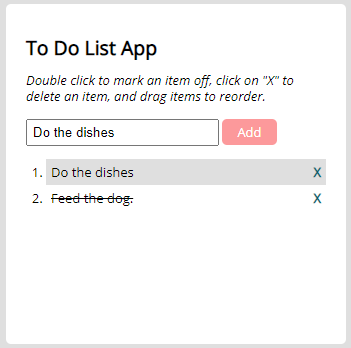 To Do List App
Double click to mark an item off, click on "X" to
delete an item, and drag items to reorder.
Do the dishes Add
1. Do the dishes X
2. Feed the dog. X